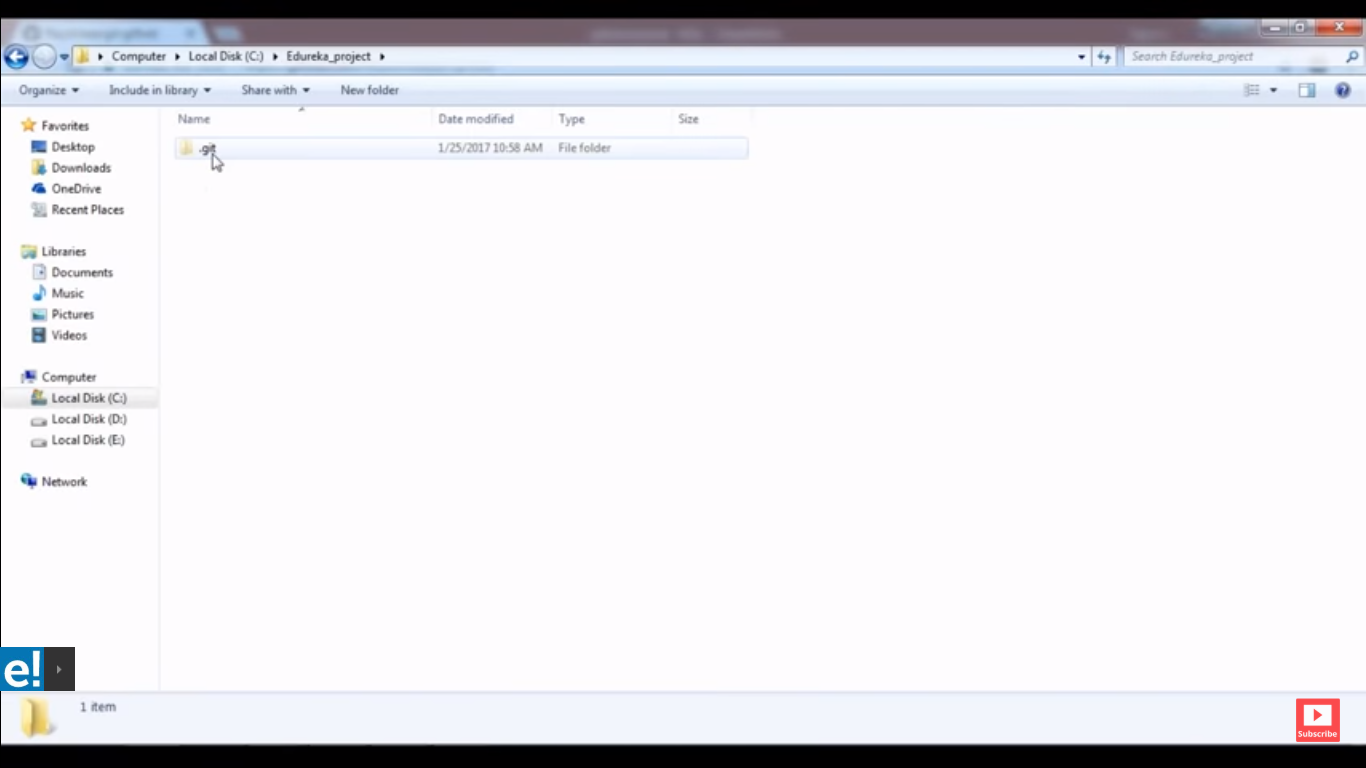 Computer Local Disk (C:) Edureka_project
Search Edureka_project
Organize Include in library Share with New folder
Name Date modified Type Size
.git 1/25/2017 10:58 AM File folder
Favorites
Desktop
Downloads
OneDrive
Recent Places
Libraries
Documents
Music
Pictures
Videos
Computer
Local Disk (C:)
Local Disk (D:)
Local Disk (E:)
Network
e!
1 item
Subscribe